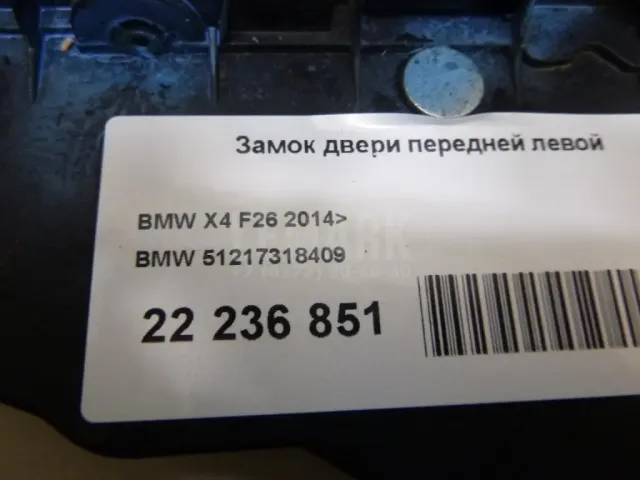 Замок двери передней левой
BMW X4 F26 2014>
BMW 51217318409
22 236 851